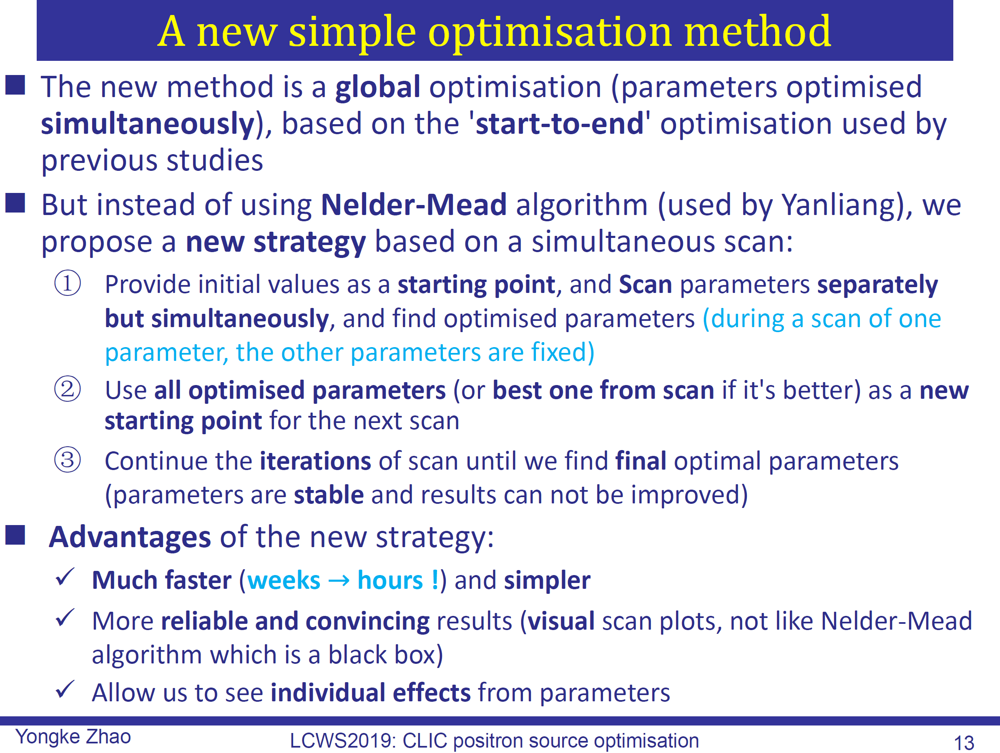 A new simple optimisation method
■ The new method is a global optimisation (parameters optimised
simultaneously), based on the 'start-to-end' optimisation used by
previous studies
■ But instead of using Nelder-Mead algorithm (used by Yanliang), we
propose a new strategy based on a simultaneous scan:
① Provide initial values as a starting point, and Scan parameters separately
but simultaneously, and find optimised parameters (during a scan of one
parameter, the other parameters are fixed)
② Use all optimised parameters (or best one from scan if it's better) as a new
starting point for the next scan
③ Continue the iterations of scan until we find final optimal parameters
(parameters are stable and results can not be improved)
■ Advantages of the new strategy:
✓ Much faster (weeks → hours !) and simpler
✓ More reliable and convincing results (visual scan plots, not like Nelder-Mead
algorithm which is a black box)
✓ Allow us to see individual effects from parameters
Yongke Zhao
LCWS2019: CLIC positron source optimisation
13